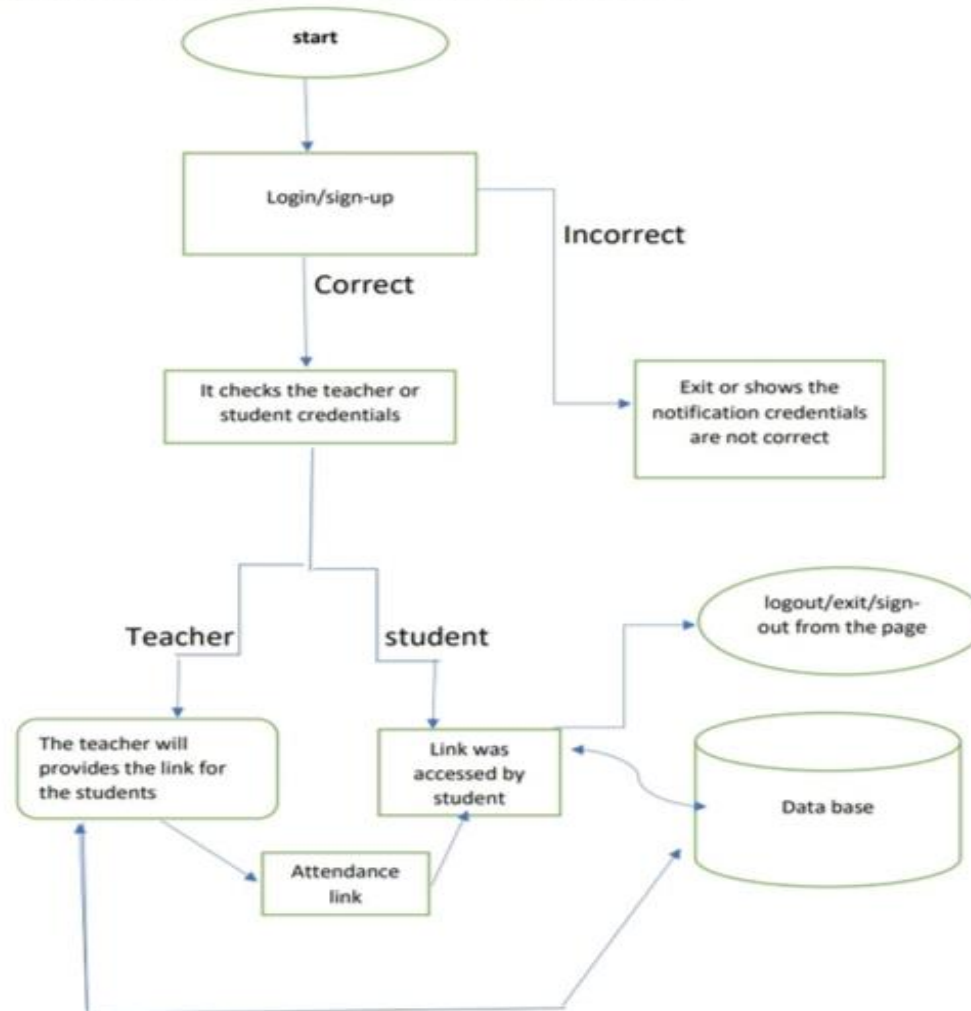 start
Login/sign-up
Incorrect
Correct
It checks the teacher or
student credentials
Exit or shows the
notification credentials
are not correct
Teacher
student
logout/exit/sign-
out from the page
The teacher will
provides the link for
the students
Link was
accessed by
student
Data base
Attendance
link